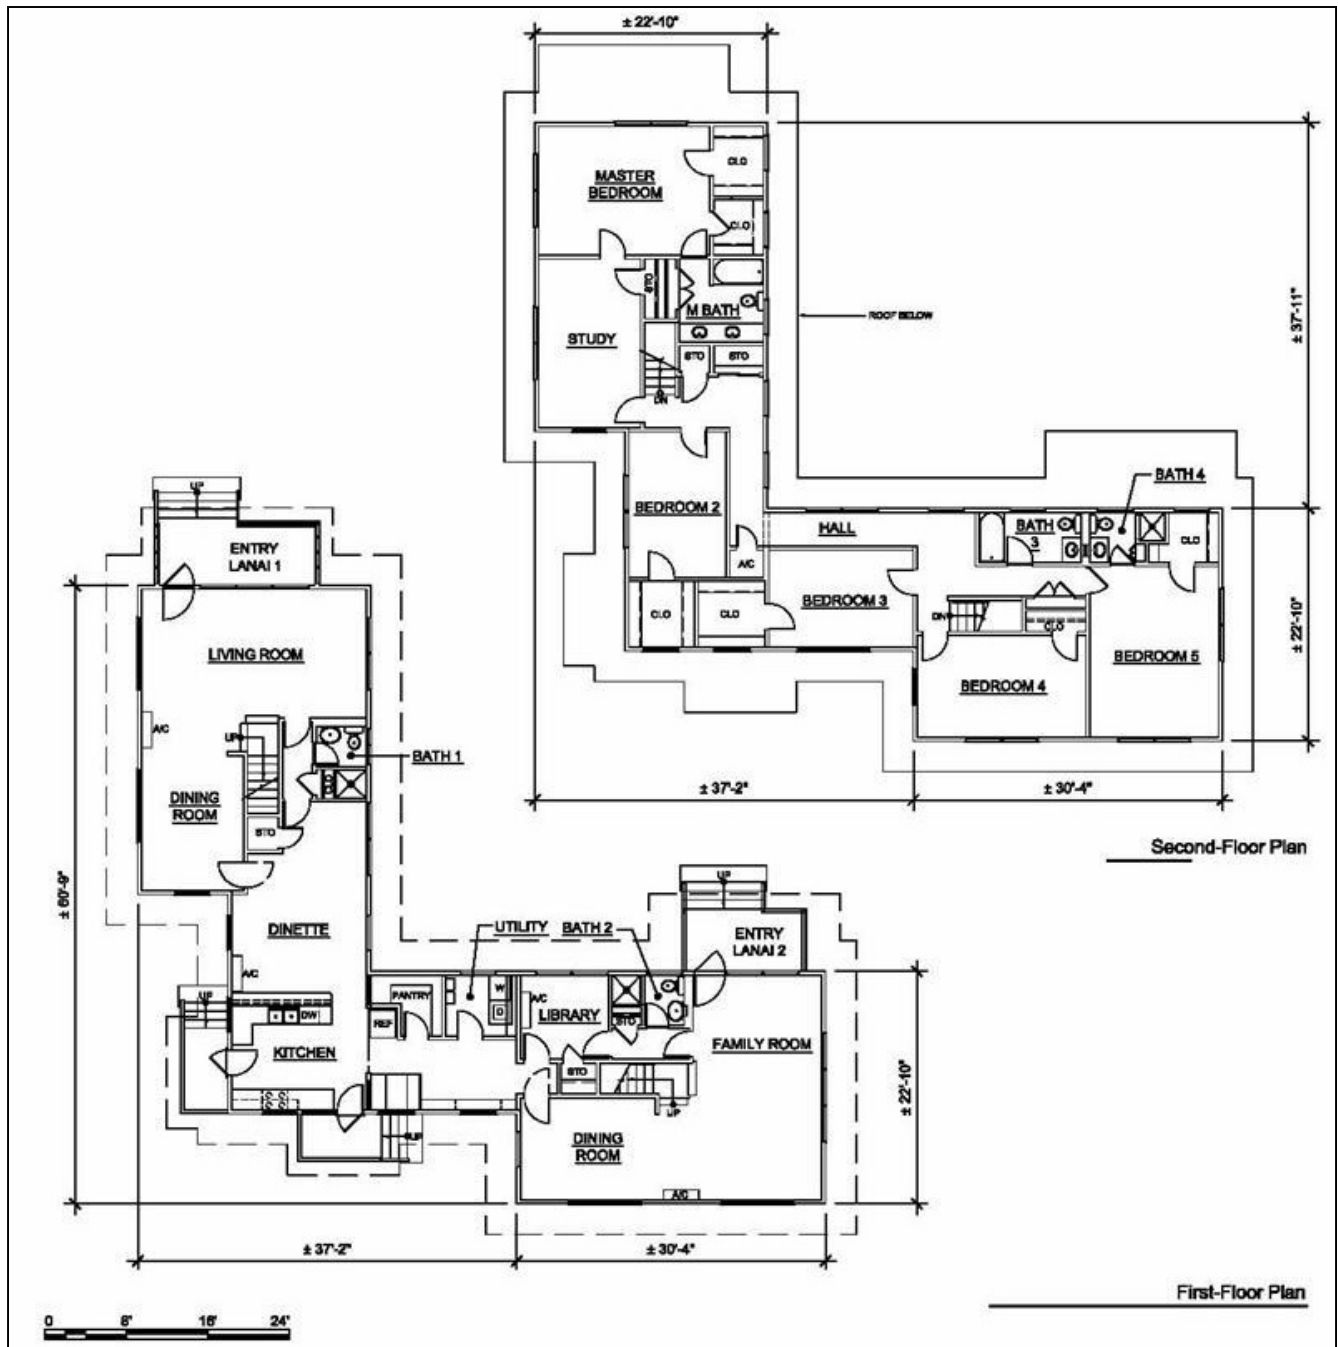 ± 22'-10"
MASTER
BEDROOM
CLO
CLO
STO
M BATH
STUDY
STO
STO
DN
ROOF BELOW
± 37'-11"
BEDROOM 2
A/C
HALL
BATH
3
BATH 4
CLO
CLO
CLO
BEDROOM 3
DN
CLO
BEDROOM 4
BEDROOM 5
± 22'-10"
± 37'-2"
± 30'-4"
Second-Floor Plan
UP
ENTRY
LANAI 1
LIVING ROOM
A/C
UP
BATH 1
DINING
ROOM
STO
± 60'-9"
DINETTE
A/C
UP
UTILITY
BATH 2
UP
ENTRY
LANAI 2
PANTRY
W
D
A/C
LIBRARY
STO
REF
DW
KITCHEN
FAMILY ROOM
STO
UP
UP
DINING
ROOM
A/C
± 22'-10"
± 37'-2"
± 30'-4"
First-Floor Plan
0 8' 16' 24'